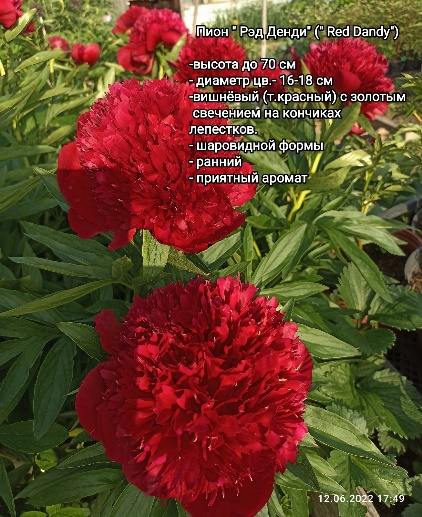 Пион " Рэд Денди" (" Red Dandy")
-высота до 70 см
- диаметр цв.- 16-18 см
-вишнёвый (т.красный) с золотым
свечением на кончиках
лепестков.
- шаровидной формы
- ранний
- приятный аромат
12.06.2022 17:49